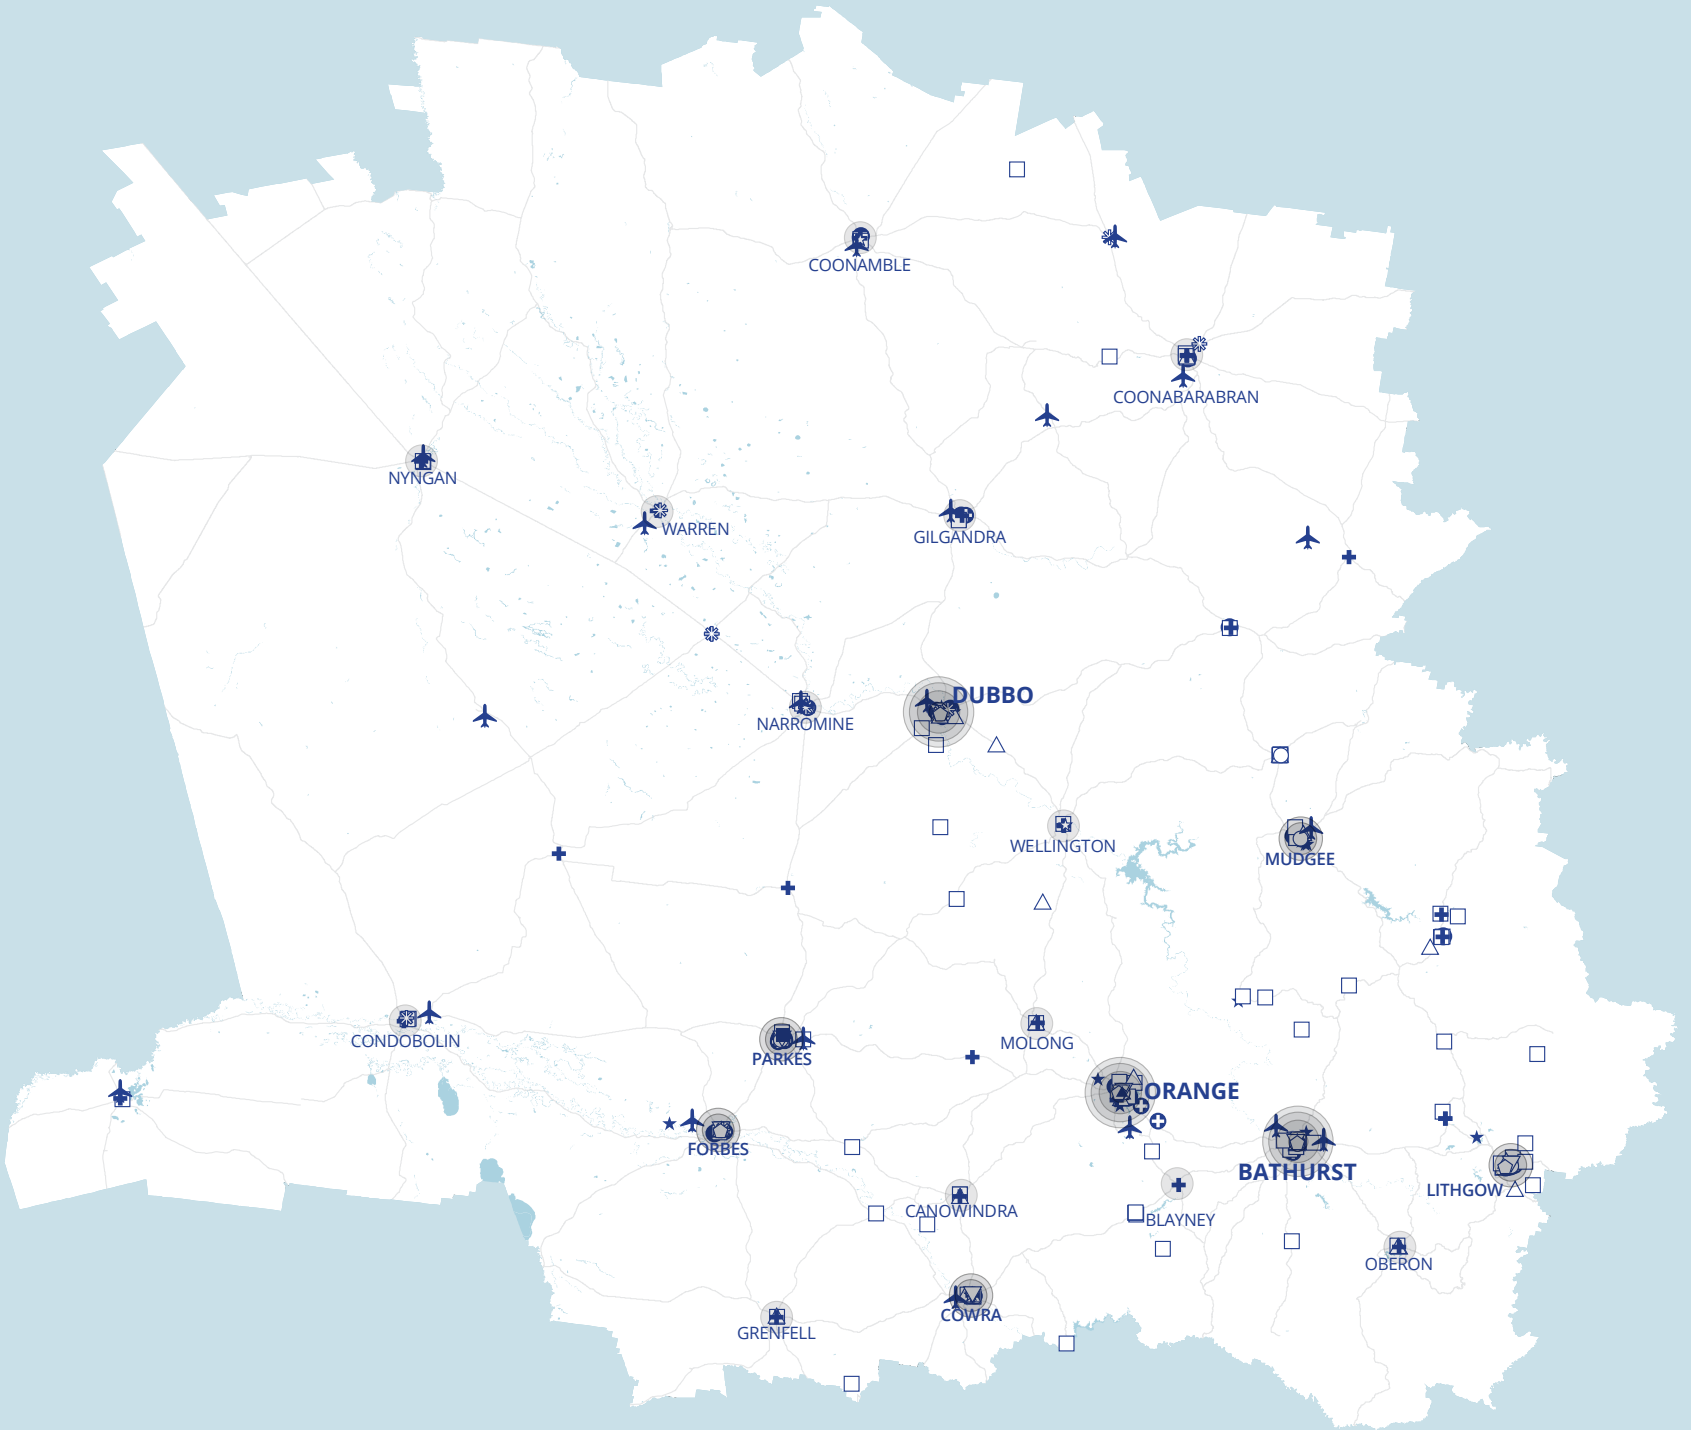 COONAMBLE
COONABARABRAN
NYNGAN
WARREN
GILGANDRA
DUBBO
NARROMINE
WELLINGTON
MUDGEE
CONDOBOLIN
PARKES
MOLONG
ORANGE
FORBES
BATHURST
LITHGOW
CANOWINDRA
BLAYNEY
OBERON
COWRA
GRENFELL